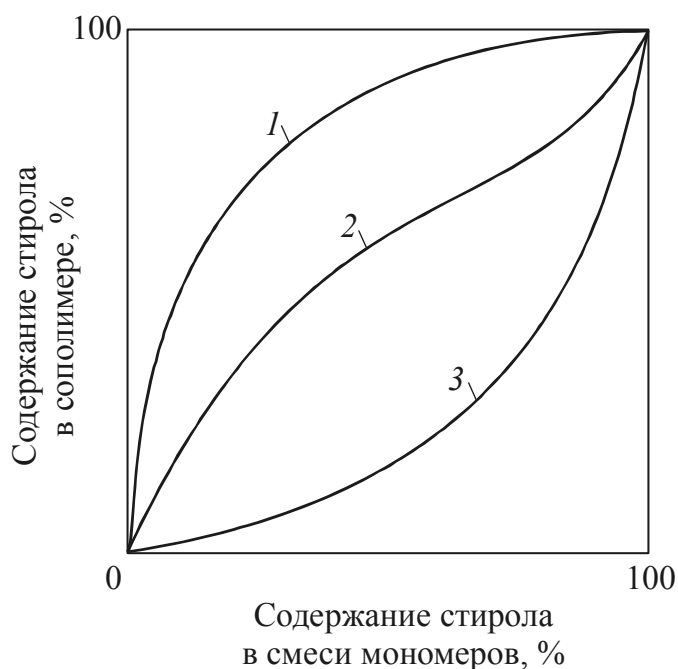 100
Содержание стирола
в сополимере, %
1
2
3
0
100
Содержание стирола
в смеси мономеров, %